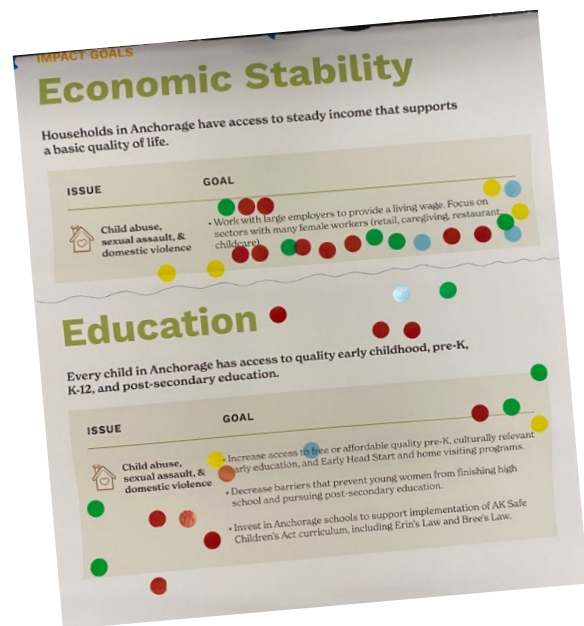 IMPACT GOALS
Economic Stability
Households in Anchorage have access to steady income that supports
a basic quality of life.
ISSUE
GOAL
Child abuse,
sexual assault, &
domestic violence
• Work with large employers to provide a living wage. Focus on
sectors with many female workers (retail, caregiving, restaurant,
childcare)
Education
Every child in Anchorage has access to quality early childhood, pre-K,
K-12, and post-secondary education.
ISSUE
GOAL
Child abuse,
sexual assault, &
domestic violence
• Increase access to free or affordable quality pre-K, culturally relevant
early education, and Early Head Start and home visiting programs.
• Decrease barriers that prevent young women from finishing high
school and pursuing post-secondary education.
• Invest in Anchorage schools to support implementation of AK Safe
Children's Act curriculum, including Erin's Law and Bree's Law.